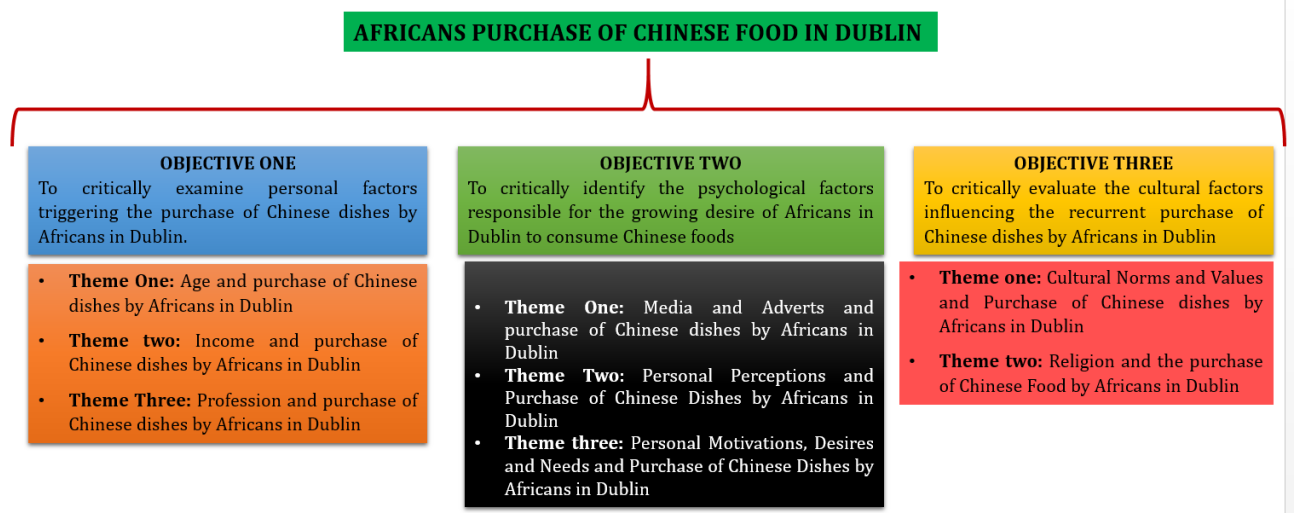 AFRICANS PURCHASE OF CHINESE FOOD IN DUBLIN
OBJECTIVE ONE
To critically examine personal factors
triggering the purchase of Chinese dishes by
Africans in Dublin.
• Theme One: Age and purchase of Chinese
dishes by Africans in Dublin
• Theme two: Income and purchase of
Chinese dishes by Africans in Dublin
• Theme Three: Profession and purchase of
Chinese dishes by Africans in Dublin
OBJECTIVE TWO
To critically identify the psychological factors
responsible for the growing desire of Africans in
Dublin to consume Chinese foods
• Theme One: Media and Adverts and
purchase of Chinese dishes by Africans in
Dublin
• Theme Two: Personal Perceptions and
Purchase of Chinese Dishes by Africans in
Dublin
• Theme three: Personal Motivations, Desires
and Needs and Purchase of Chinese Dishes by
Africans in Dublin
OBJECTIVE THREE
To critically evaluate the cultural factors
influencing the recurrent purchase of
Chinese dishes by Africans in Dublin
• Theme one: Cultural Norms and Values
and Purchase of Chinese dishes by
Africans in Dublin
• Theme two: Religion and the purchase
of Chinese Food by Africans in Dublin